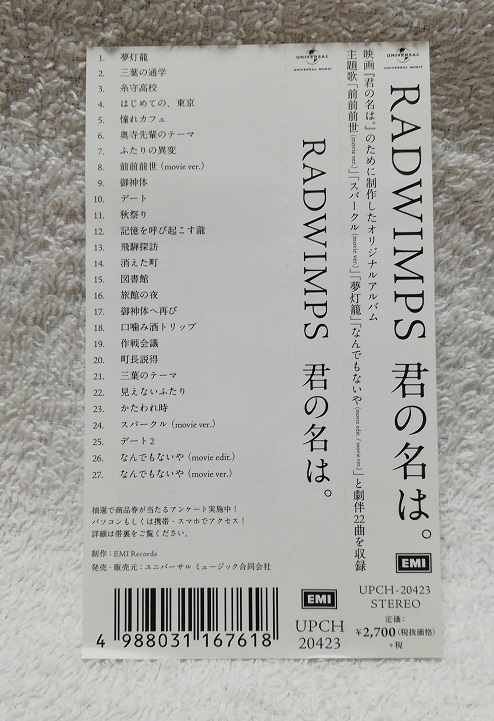 1. 夢灯籠
2. 三葉の通学
3. 糸守高校
4. はじめての、東京
5. 憧れカフェ
6. 奥寺先輩のテーマ
7. ふたりの異変
8. 前前前世 (movie ver.)
9. 御神体
10. デート
11. 秋祭り
12. 記憶を呼び起こす瀧
13. 飛騨探訪
14. 消えた町
15. 図書館
16. 旅館の夜
17. 御神体へ再び
18. 口噛み酒トリップ
19. 作戦会議
20. 町長説得
21. 三葉のテーマ
22. 見えないふたり
23. かたわれ時
24. スパークル (movie ver.)
25. デート2
26. なんでもないや (movie edit.)
27. なんでもないや (movie ver.)
抽選で商品券が当たるアンケート実施中!
パソコンもしくは携帯・スマホでアクセス!
詳細は帯裏をご覧ください。
制作:EMI Records
発売・販売元:ユニバーサル ミュージック合同会社
4 988031 167618
UNIVERSAL
UNIVERSAL MUSIC
RADWIMPS 君の名は。
EMI
UPCH
20423
UNIVERSAL
UNIVERSAL MUSIC
RADWIMPS 君の名は。
映画『君の名は。』のために制作したオリジナルアルバム
主題歌「前前前世 (movie ver.)」「スパークル (movie ver.)」「夢灯籠」「なんでもないや (movie edit. / movie ver.)」と劇伴22曲を収録
EMI
UPCH-20423
STEREO
定価:
¥2,700 (税抜価格)
+税